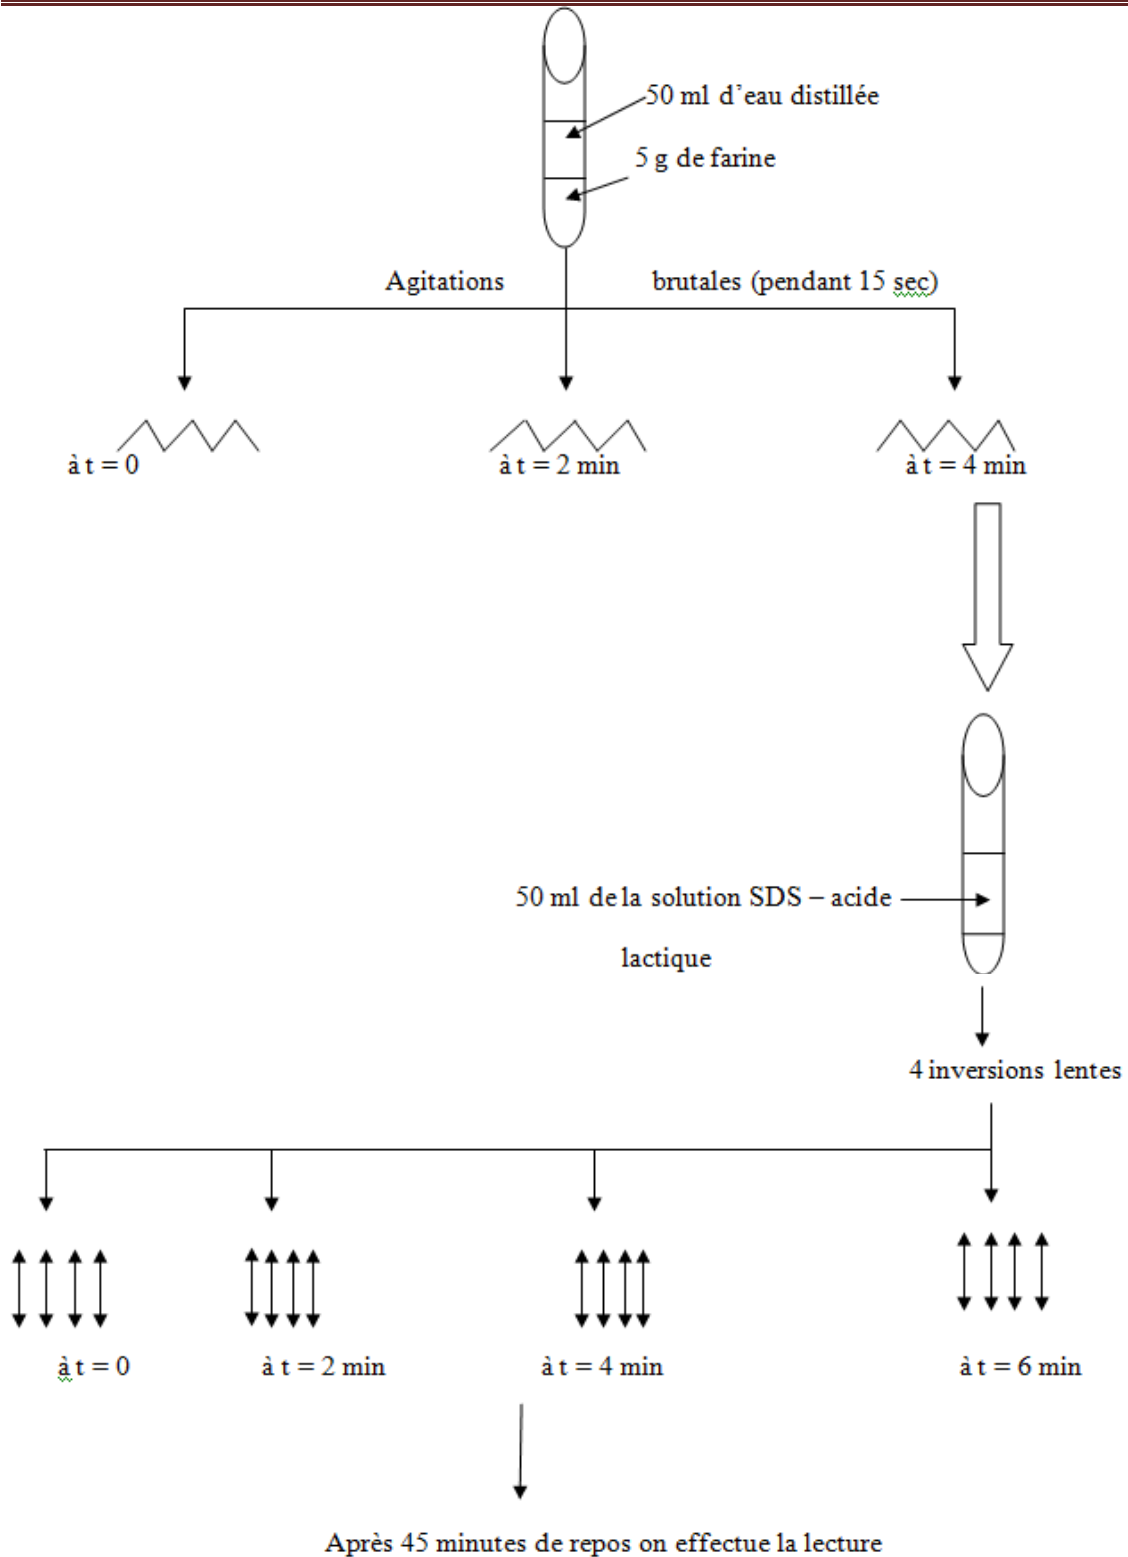 50 ml d’eau distillée
5 g de farine
Agitations brutales (pendant 15 sec)
à t = 0
à t = 2 min
à t = 4 min
50 ml de la solution SDS – acide
lactique
4 inversions lentes
à t = 0
à t = 2 min
à t = 4 min
à t = 6 min
Après 45 minutes de repos on effectue la lecture